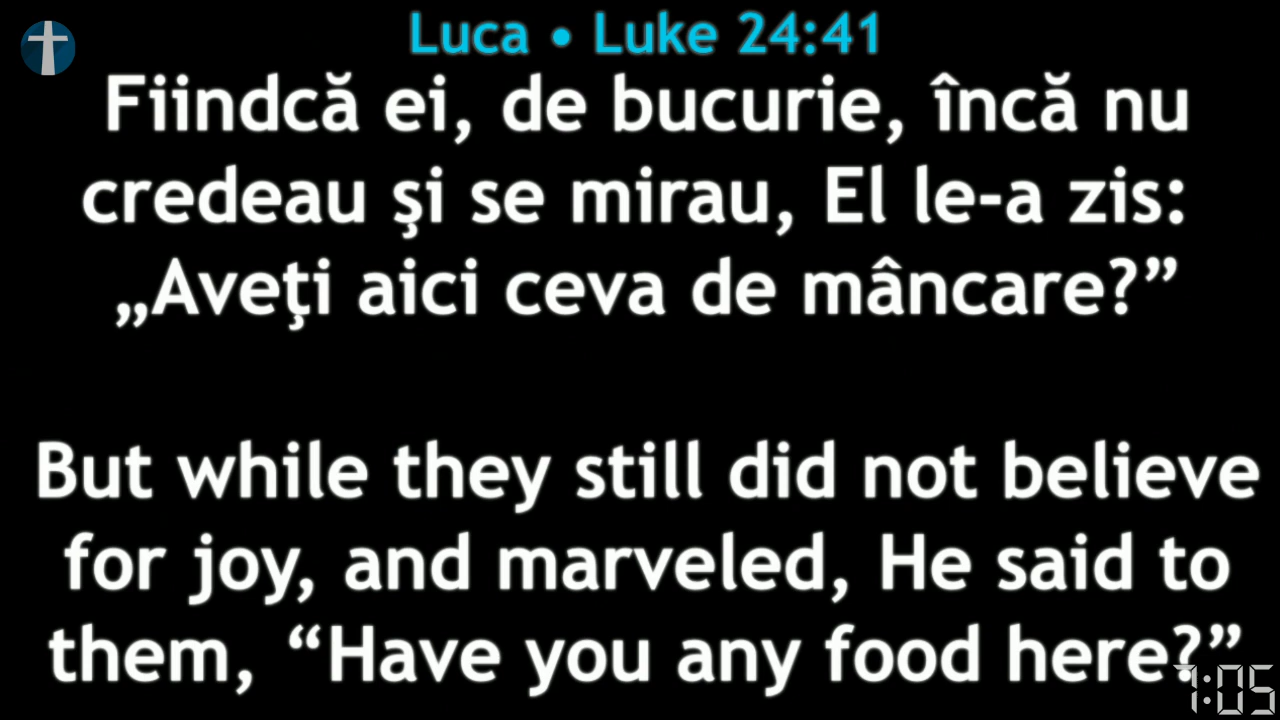 Luca • Luke 24:41
Fiindcă ei, de bucurie, încă nu
credeau şi se mirau, El le-a zis:
„Aveţi aici ceva de mâncare?”
But while they still did not believe
for joy, and marveled, He said to
them, “Have you any food here?”
1:05